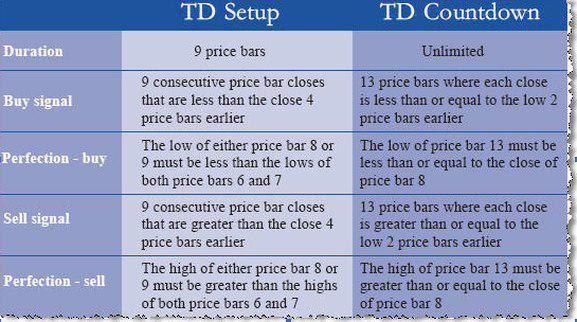 TD Setup TD Countdown
Duration 9 price bars Unlimited
Buy signal
9 consecutive price bar closes
that are less than the close 4
price bars earlier
13 price bars where each close
is less than or equal to the low 2
price bars earlier
Perfection - buy
The low of either price bar 8 or
9 must be less than the lows of
both price bars 6 and 7
The low of price bar 13 must be
less than or equal to the close of
price bar 8
Sell signal
9 consecutive price bar closes
that are greater than the close 4
price bars earlier
13 price bars where each close
is greater than or equal to the
low 2 price bars earlier
Perfection - sell
The high of either price bar 8 or
9 must be greater than the highs
of both price bars 6 and 7
The high of price bar 13 must be
greater than or equal to the close
of price bar 8